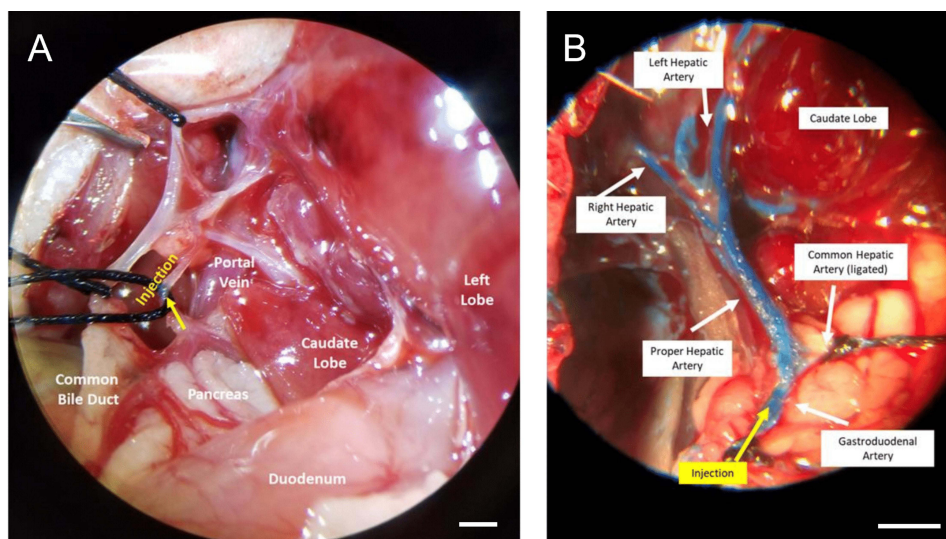 A
Injection
Portal
Vein
Left
Lobe
Caudate
Lobe
Common
Bile Duct
Pancreas
Duodenum
B
Left Hepatic
Artery
Caudate Lobe
Right Hepatic
Artery
Common Hepatic
Artery (ligated)
Proper Hepatic
Artery
Gastroduodenal
Artery
Injection